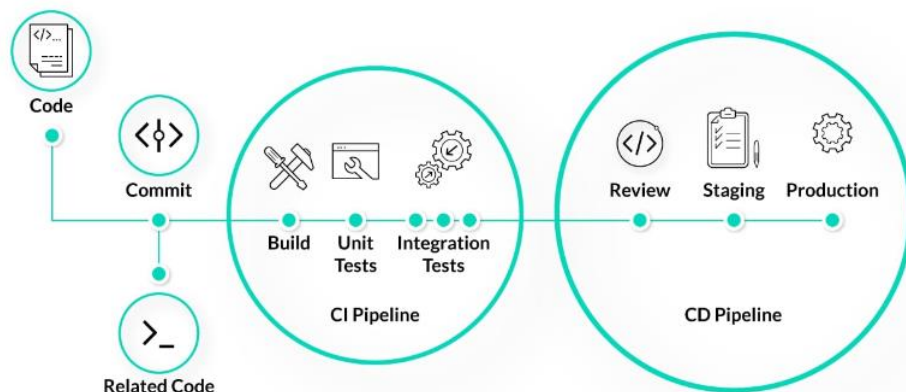 </>...
Code
Commit
Build
Unit
Tests
Integration
Tests
CI Pipeline
</>
Review
Staging
Production
CD Pipeline
>_
Related Code